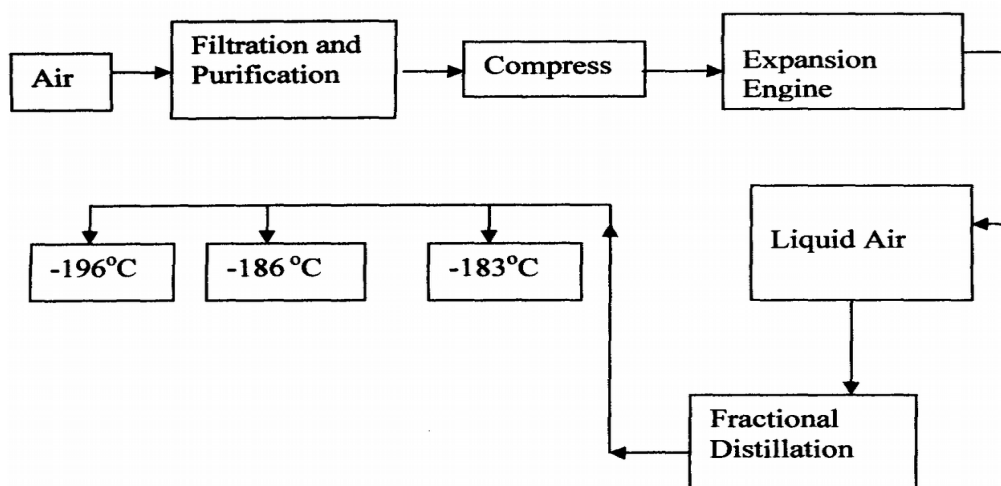 Air
Filtration and
Purification
Compress
Expansion
Engine
Liquid Air
-196°C
-186 °C
-183°C
Fractional
Distillation